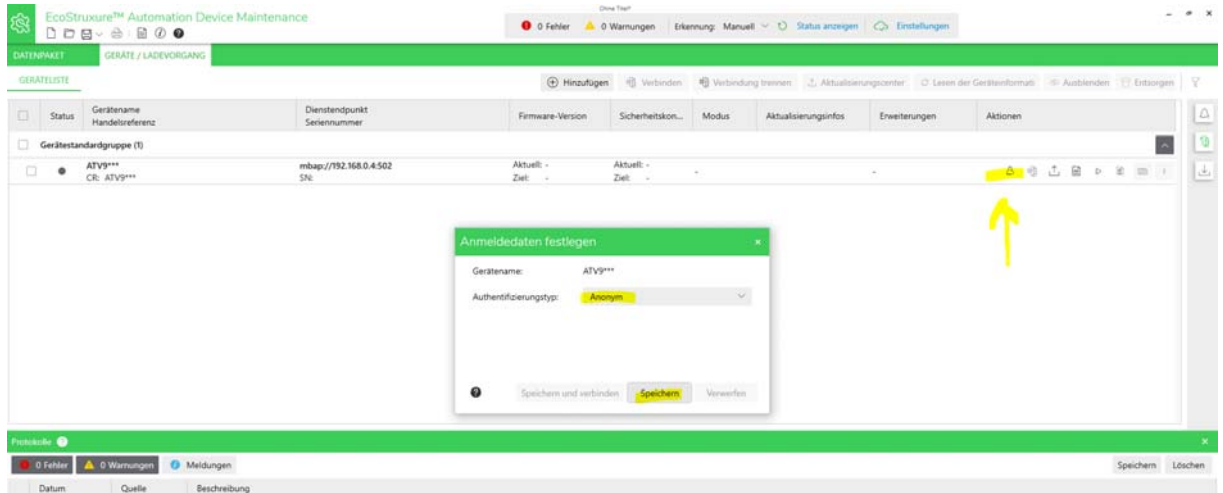 Ohne Titel*
EcoStruxure™ Automation Device Maintenance
0 Fehler 0 Warnungen Erkennung: Manuell Status anzeigen Einstellungen
DATENPAKET GERÄTE / LADEVORGANG
GERÄTELISTE
Hinzufügen Verbinden Verbindung trennen Aktualisierungscenter Lesen der Geräteinformati Ausblenden Entsorgen
Status Gerätename Dienstendpunkt Firmware-Version Sicherheitskon... Modus Aktualisierungsinfos Erweiterungen Aktionen
Handelsreferenz Seriennummer
Gerätestandardgruppe (1)
ATV9*** mbap://192.168.0.4:502 Aktuell: - Aktuell: - - -
CR: ATV9*** SN: Ziel: - Ziel: -
Anmeldedaten festlegen
Gerätename: ATV9***
Authentifizierungstyp: Anonym
Speichern und verbinden Speichern Verwerfen
Protokolle
0 Fehler 0 Warnungen Meldungen Speichern Löschen
Datum Quelle Beschreibung